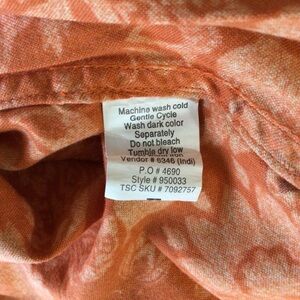 Machine wash cold
Gentle Cycle
Wash dark color
Separately
Do not bleach
Tumble dry low
Vendor # 6346 (Indi)
P.O # 4690
Style # 950033
TSC SKU # 7092757